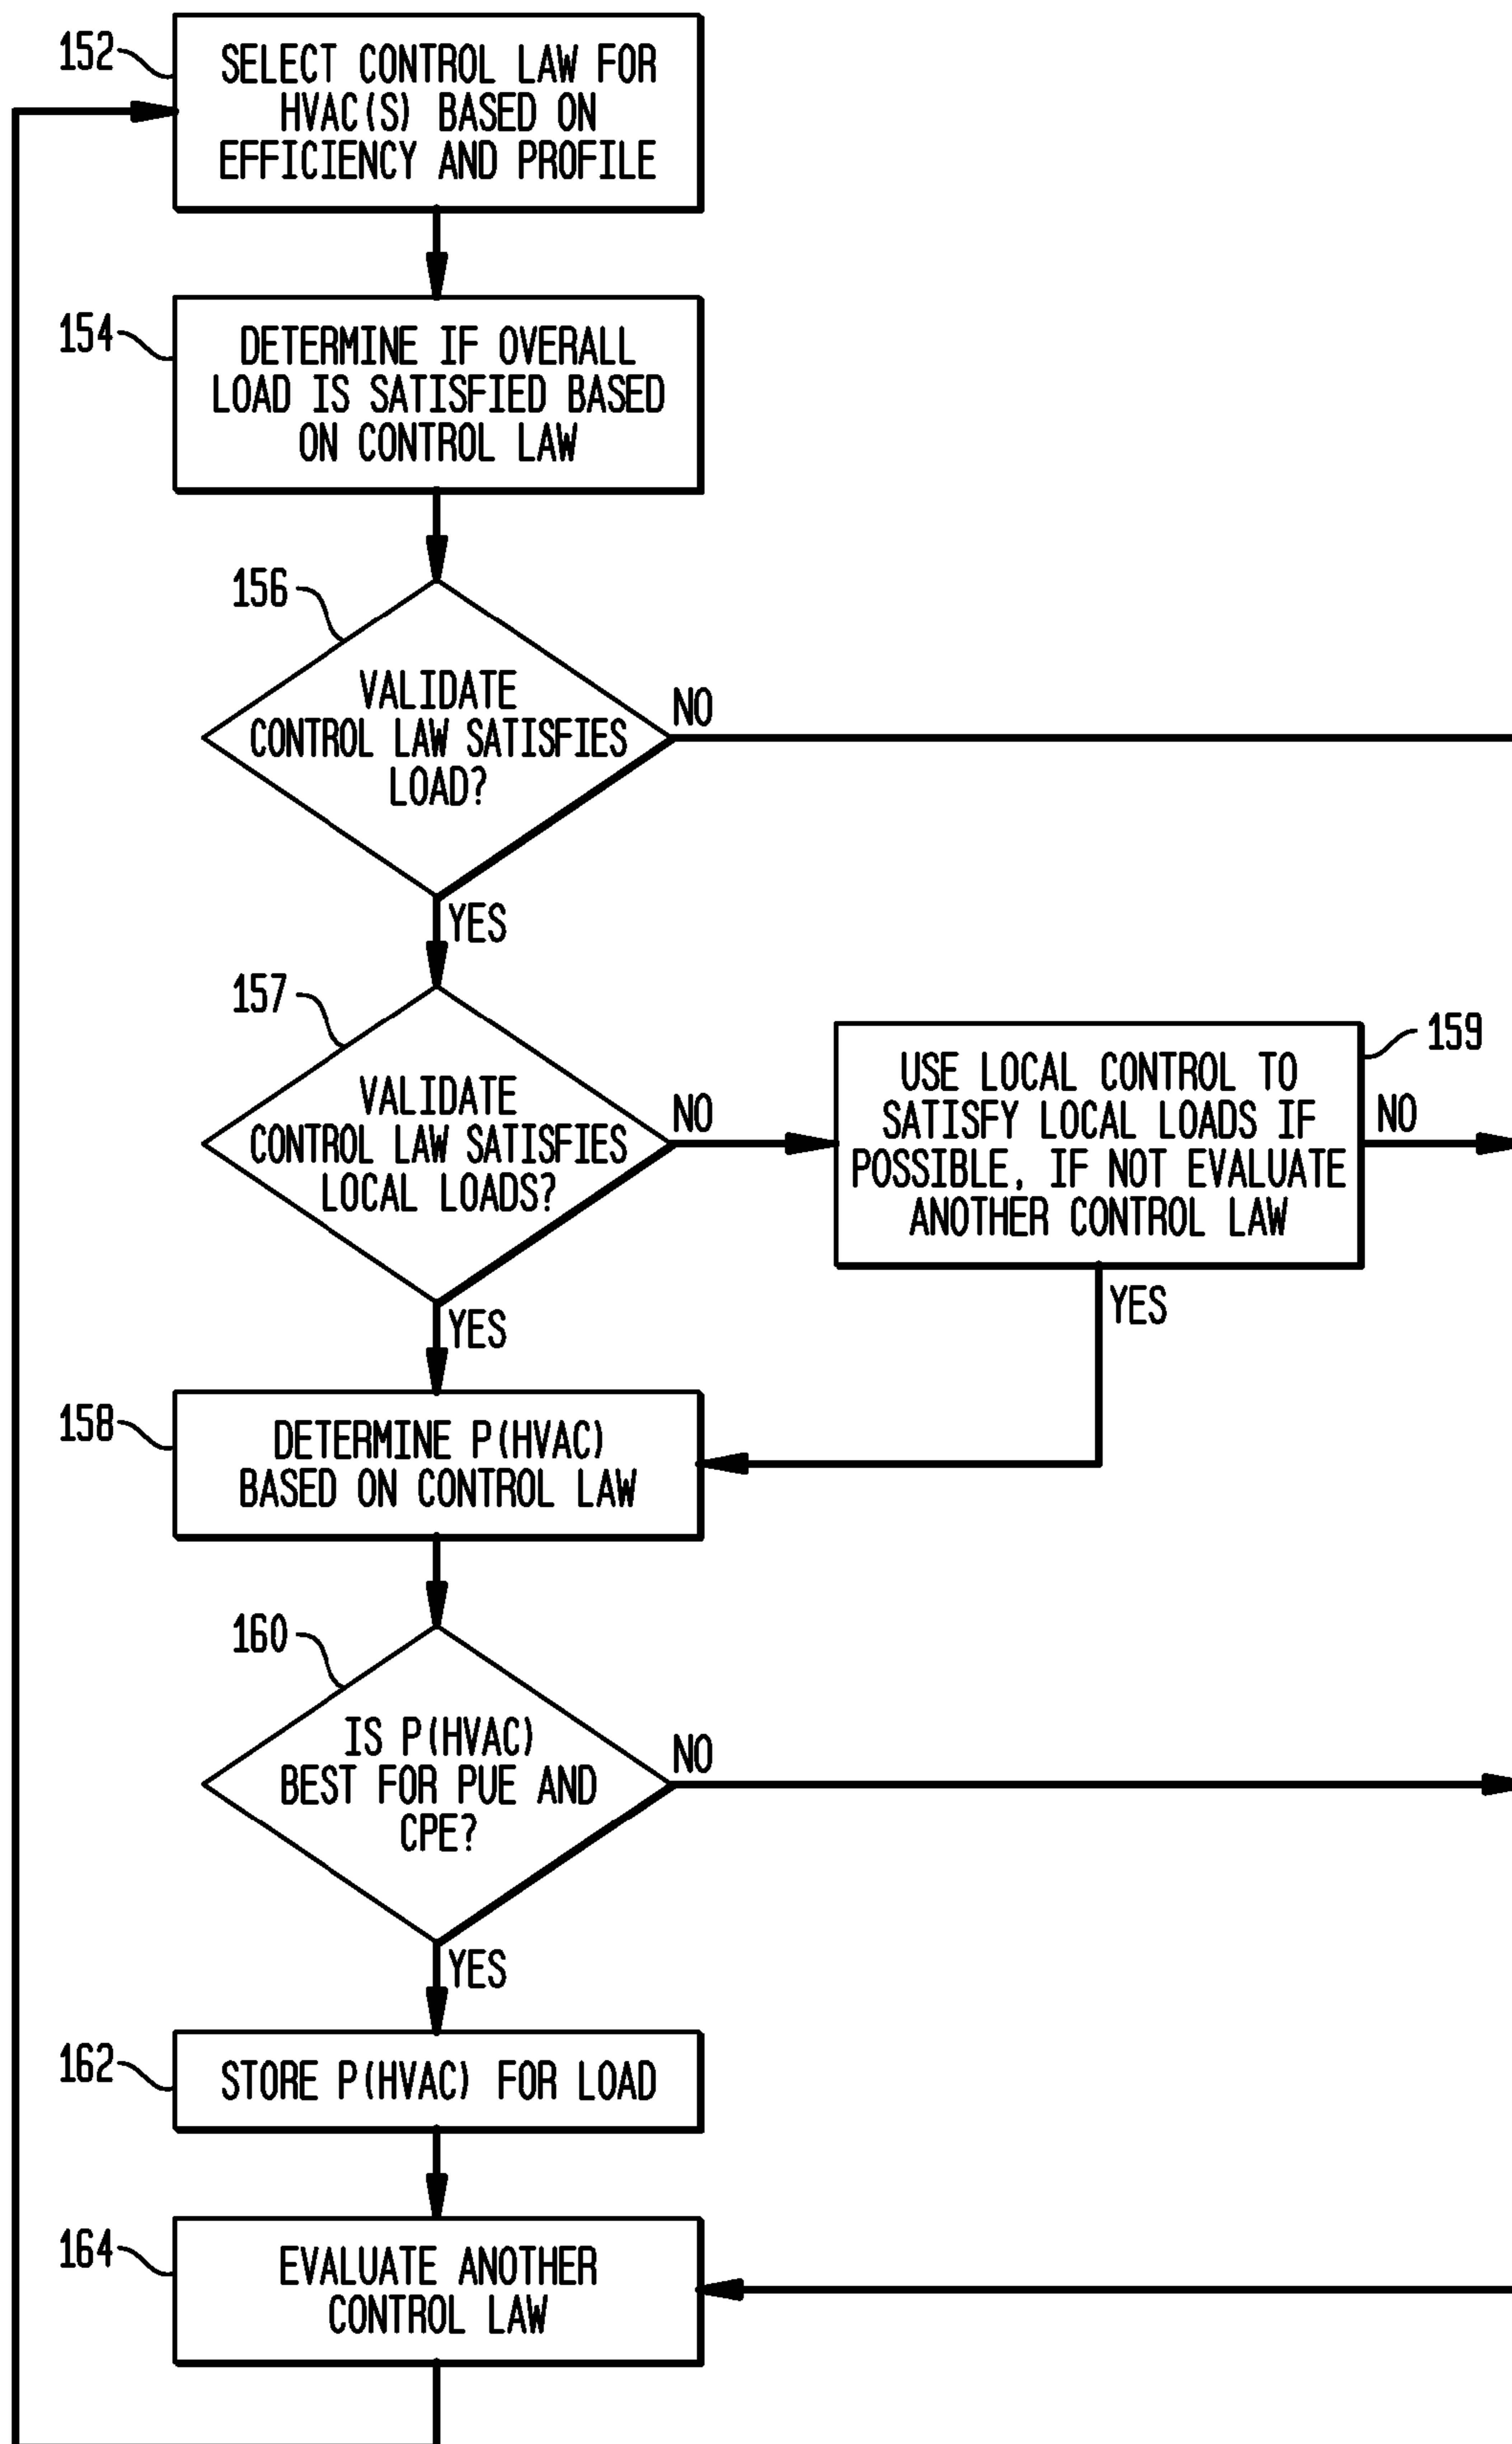 152
SELECT CONTROL LAW FOR
HVAC(S) BASED ON
EFFICIENCY AND PROFILE
154
DETERMINE IF OVERALL
LOAD IS SATISFIED BASED
ON CONTROL LAW
156
VALIDATE
CONTROL LAW SATISFIES
LOAD?
NO
YES
157
VALIDATE
CONTROL LAW SATISFIES
LOCAL LOADS?
NO
159
USE LOCAL CONTROL TO
SATISFY LOCAL LOADS IF
POSSIBLE, IF NOT EVALUATE
ANOTHER CONTROL LAW
NO
YES
YES
158
DETERMINE P(HVAC)
BASED ON CONTROL LAW
160
IS P(HVAC)
BEST FOR PUE AND
CPE?
NO
YES
162
STORE P(HVAC) FOR LOAD
164
EVALUATE ANOTHER
CONTROL LAW